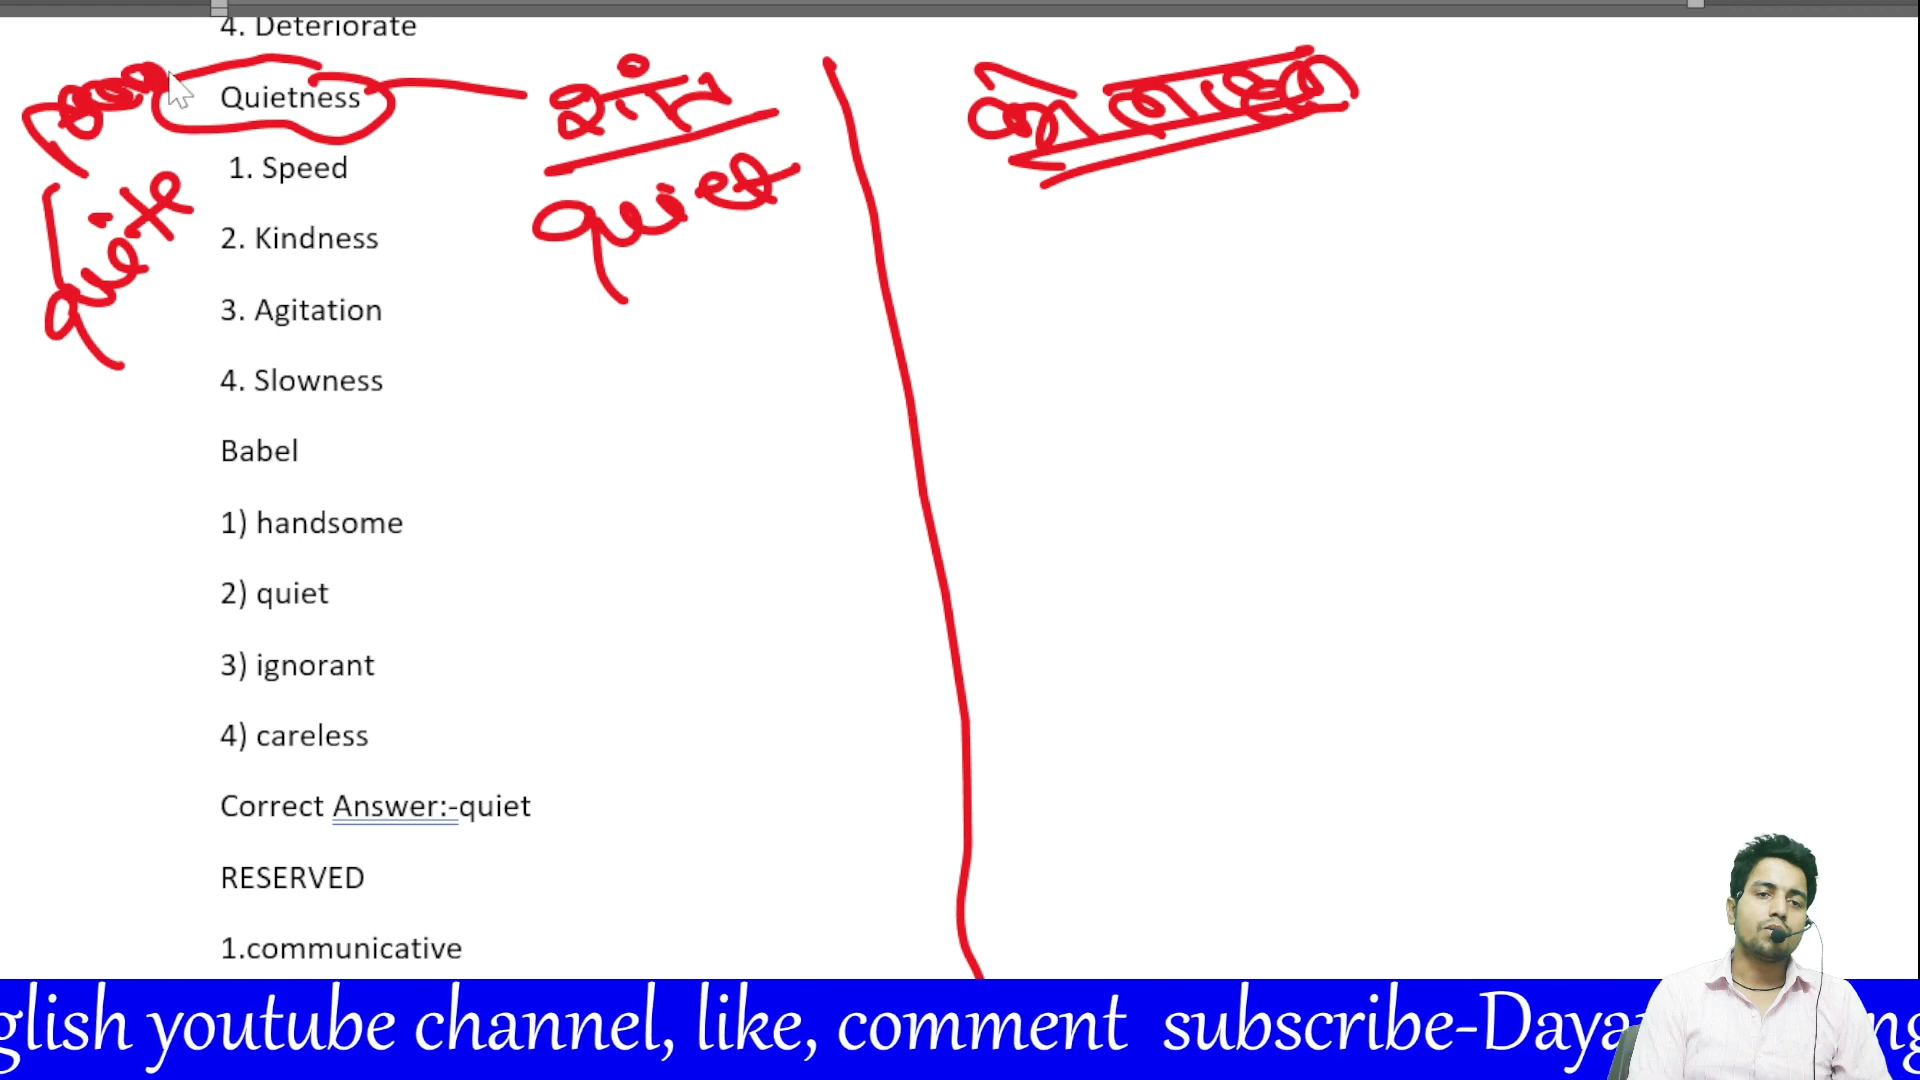 4. Deteriorate
Quietness
शांत
1. Speed
quiet
quite
2. Kindness
3. Agitation
4. Slowness
Babel
1) handsome
2) quiet
3) ignorant
4) careless
Correct Answer:-quiet
RESERVED
1.communicative
glish youtube channel, like, comment subscribe-Daya